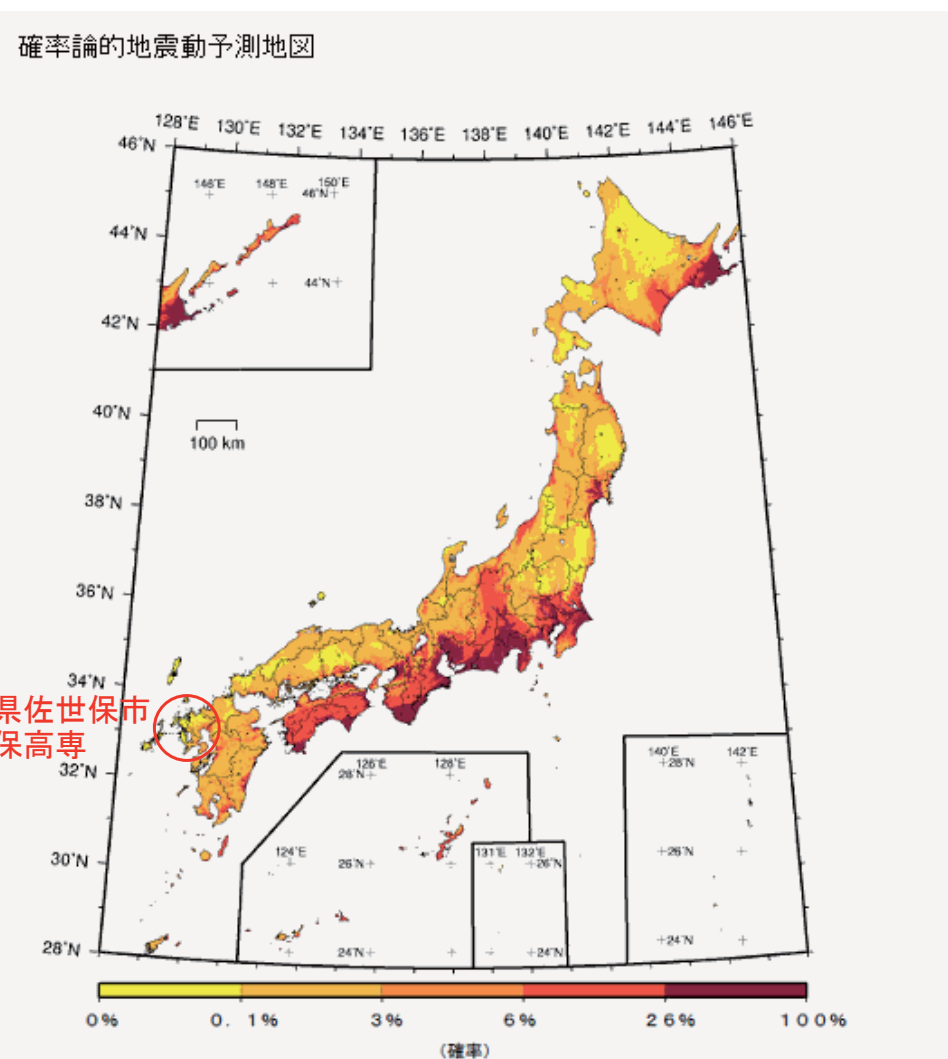 確率論的地震動予測地図
128°E 130°E 132°E 134°E 136°E 138°E 140°E 142°E 144°E 146°E
46°N
146°E 148°E 150°E
46°N
44°N
44°N
42°N
40°N
100 km
38°N
36°N
34°N
県佐世保市
保高専
32°N
126°E 128°E
28°N
140°E 142°E
28°N
30°N
124°E
26°N
131°E 132°E
26°N
26°N
28°N
24°N
24°N
24°N
0% 0. 1% 3% 6% 26% 100%
(確率)